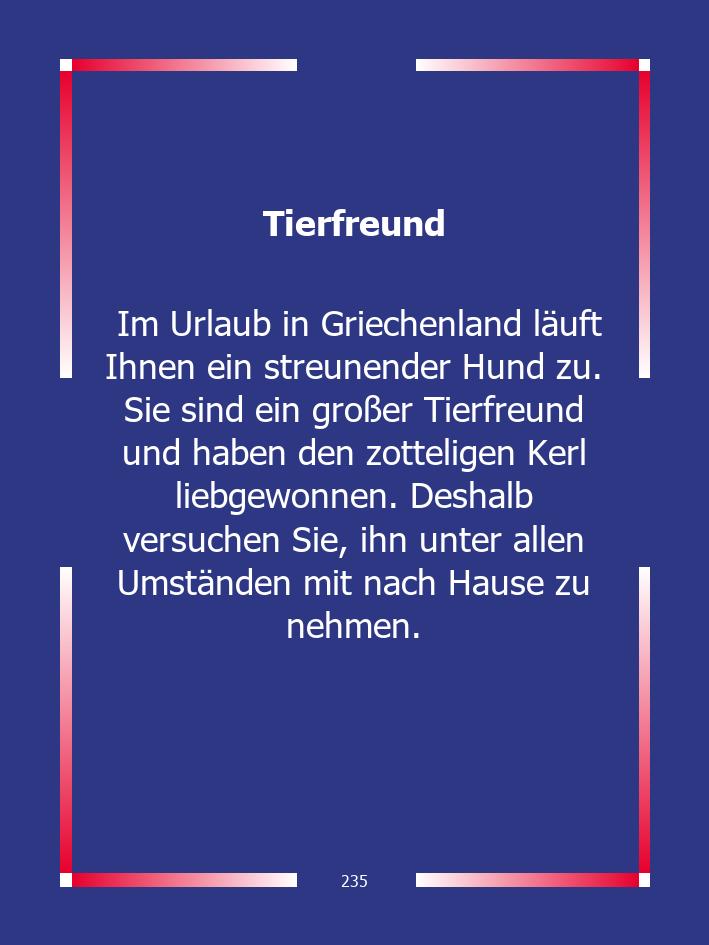 Tierfreund
Im Urlaub in Griechenland läuft
Ihnen ein streunender Hund zu.
Sie sind ein großer Tierfreund
und haben den zotteligen Kerl
liebgewonnen. Deshalb
versuchen Sie, ihn unter allen
Umständen mit nach Hause zu
nehmen.
235